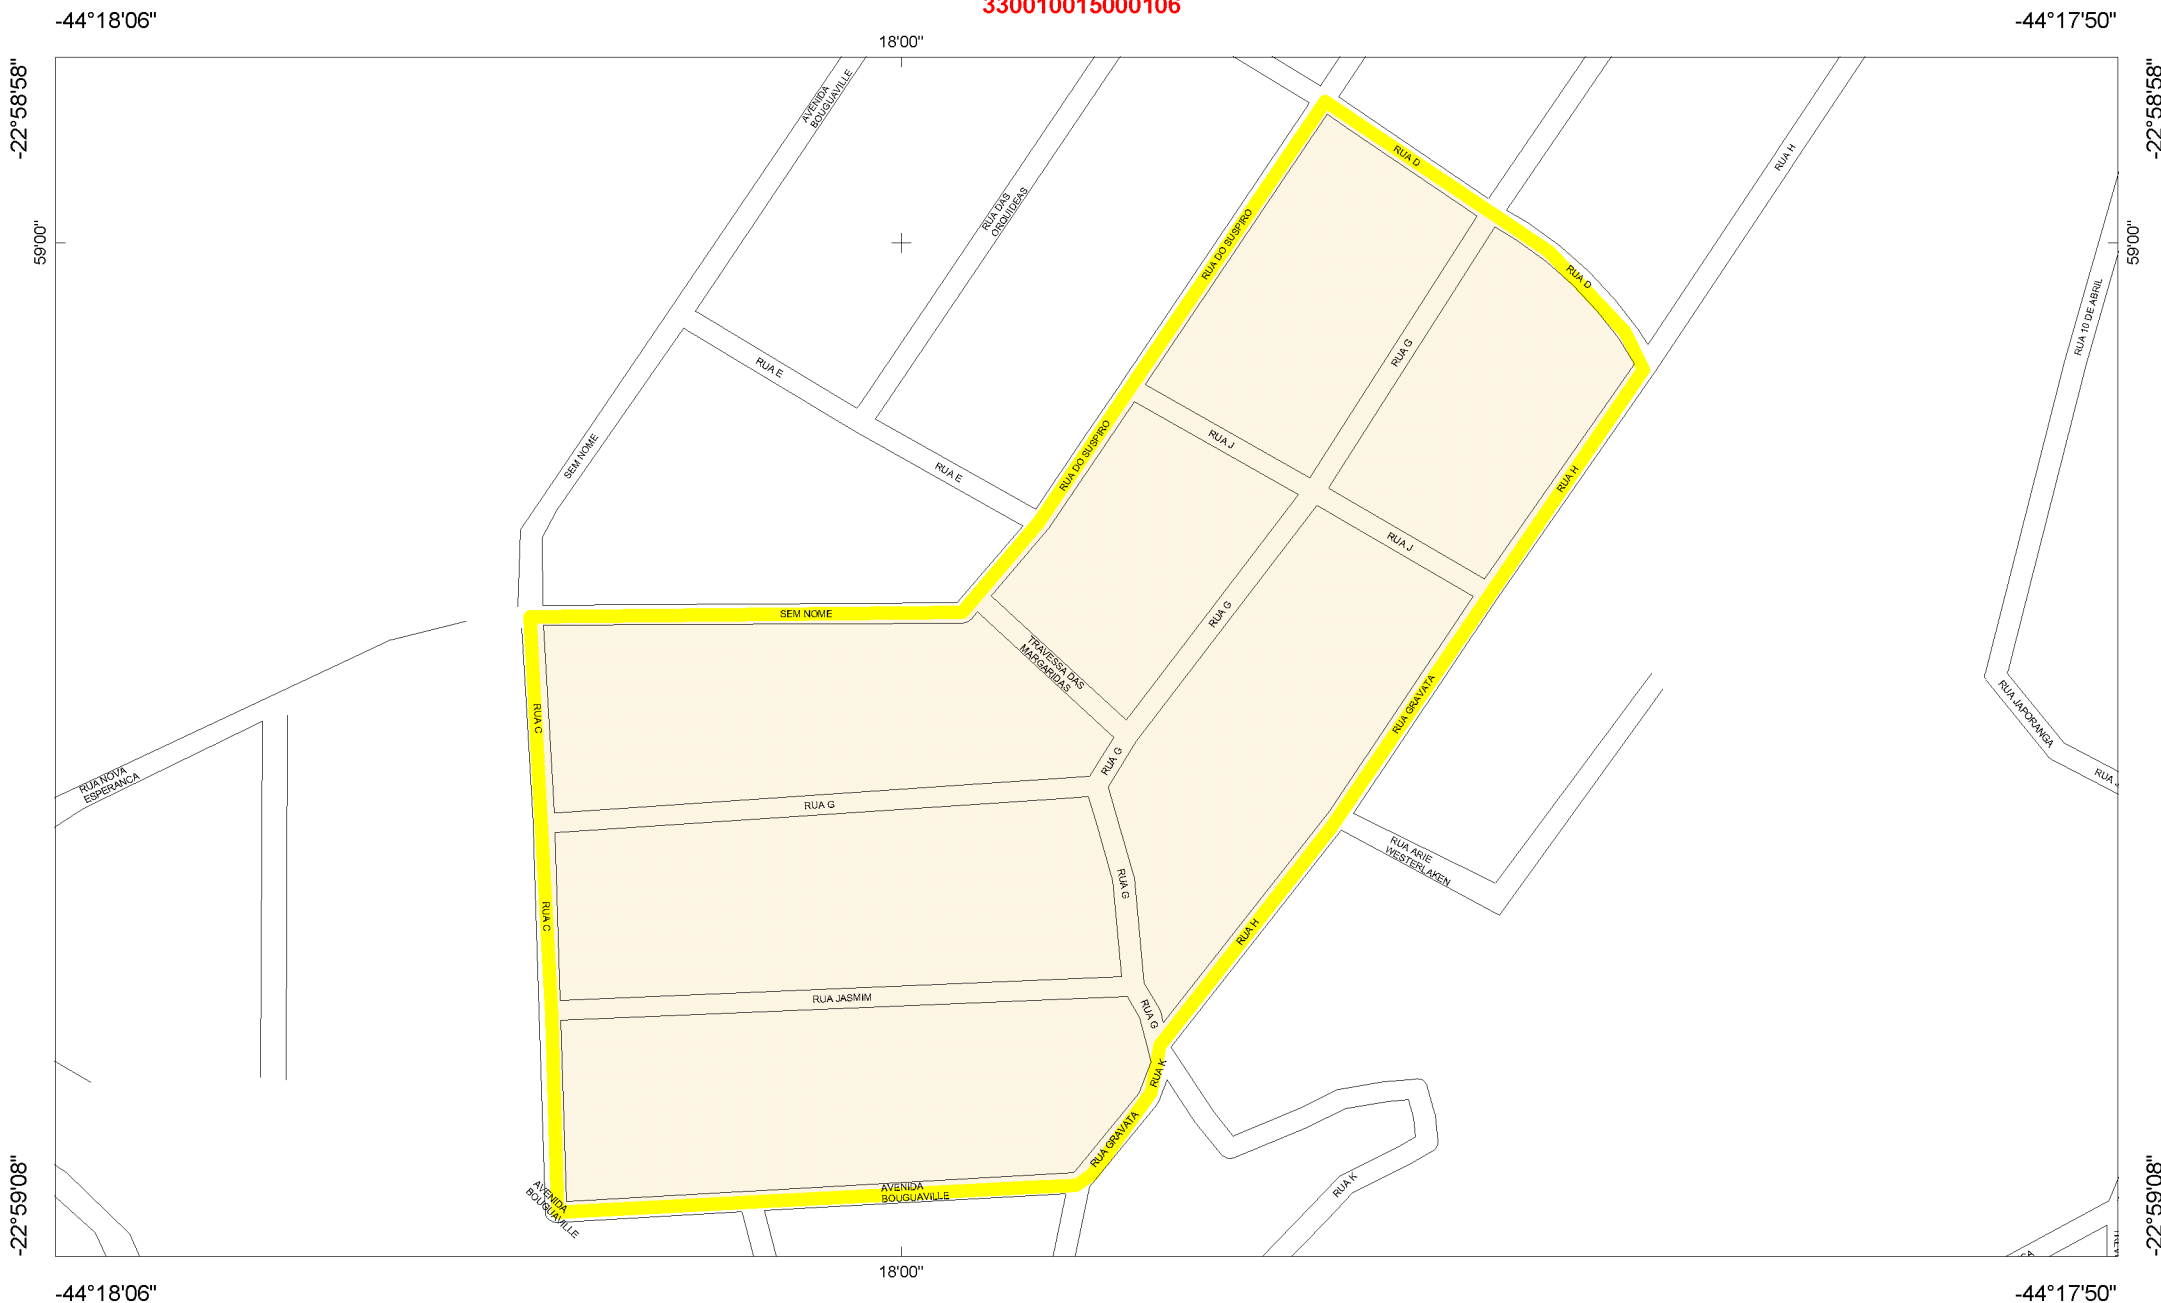 330010015000106
-44°18'06"
-44°17'50"
18'00"
-22°58'58"
-22°58'58"
AVENIDA
BOUGUAVILLE
RUA D
RUA H
RUA DAS
ORQUIDEAS
RUA DO SUSPIRO
59'00"
59'00"
RUA D
RUA 10 DE ABRIL
RUA E
RUA G
RUA J
SEM NOME
RUA DO SUSPIRO
RUA E
RUA H
RUA J
SEM NOME
RUA G
TRAVESSA DAS
MARGARIDAS
RUA C
RUA GRAVATA
RUA JAPORANGA
RUA NOVA
ESPERANCA
RUA G
RUA J
RUA G
RUA ARIE
WESTERLAKEN
RUA G
RUA C
RUA H
RUA JASMIM
RUA G
RUA K
RUA GRAVATA
AVENIDA
BOUGUAVILLE
AVENIDA
BOUGUAVILLE
RUA K
-22°59'08"
-22°59'08"
18'00"
-44°18'06"
-44°17'50"